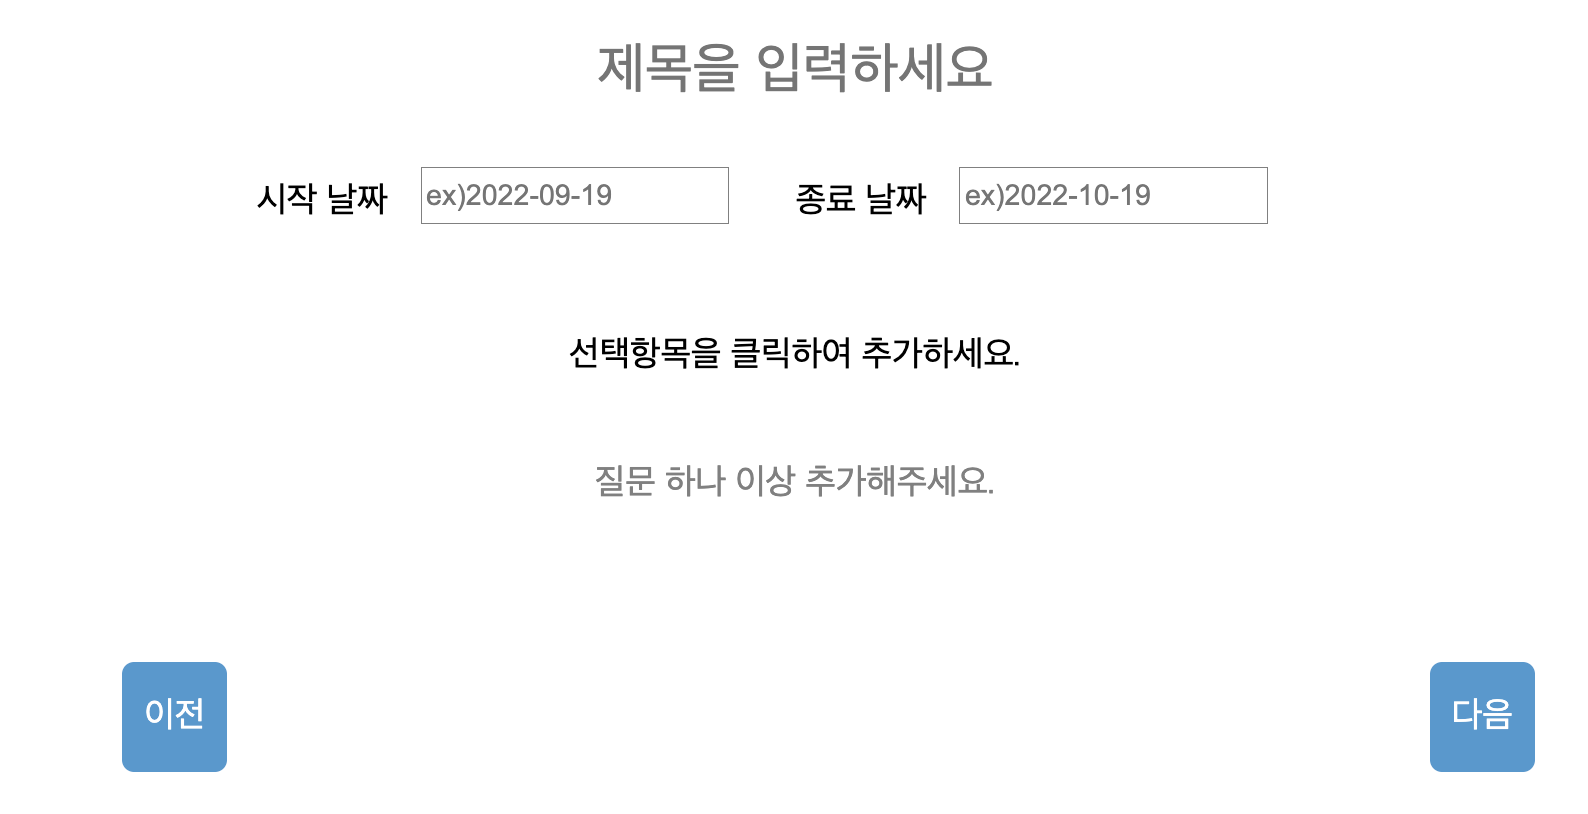 제목을 입력하세요
시작 날짜 ex)2022-09-19 종료 날짜 ex)2022-10-19
선택항목을 클릭하여 추가하세요.
질문 하나 이상 추가해주세요.
이전 다음